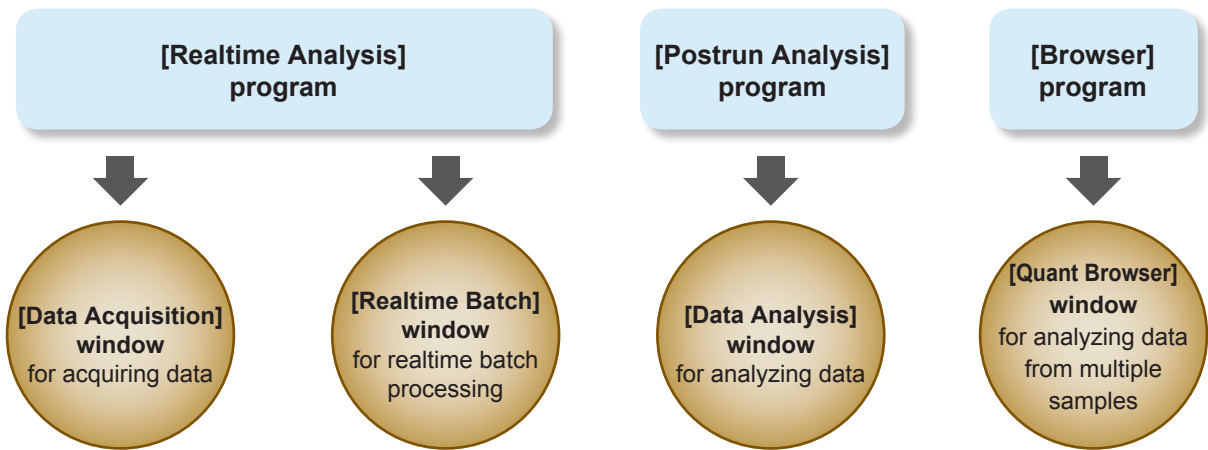 [Realtime Analysis]
program
[Postrun Analysis]
program
[Browser]
program
[Data Acquisition]
window
for acquiring data
[Realtime Batch]
window
for realtime batch
processing
[Data Analysis]
window
for analyzing data
[Quant Browser]
window
for analyzing data
from multiple
samples